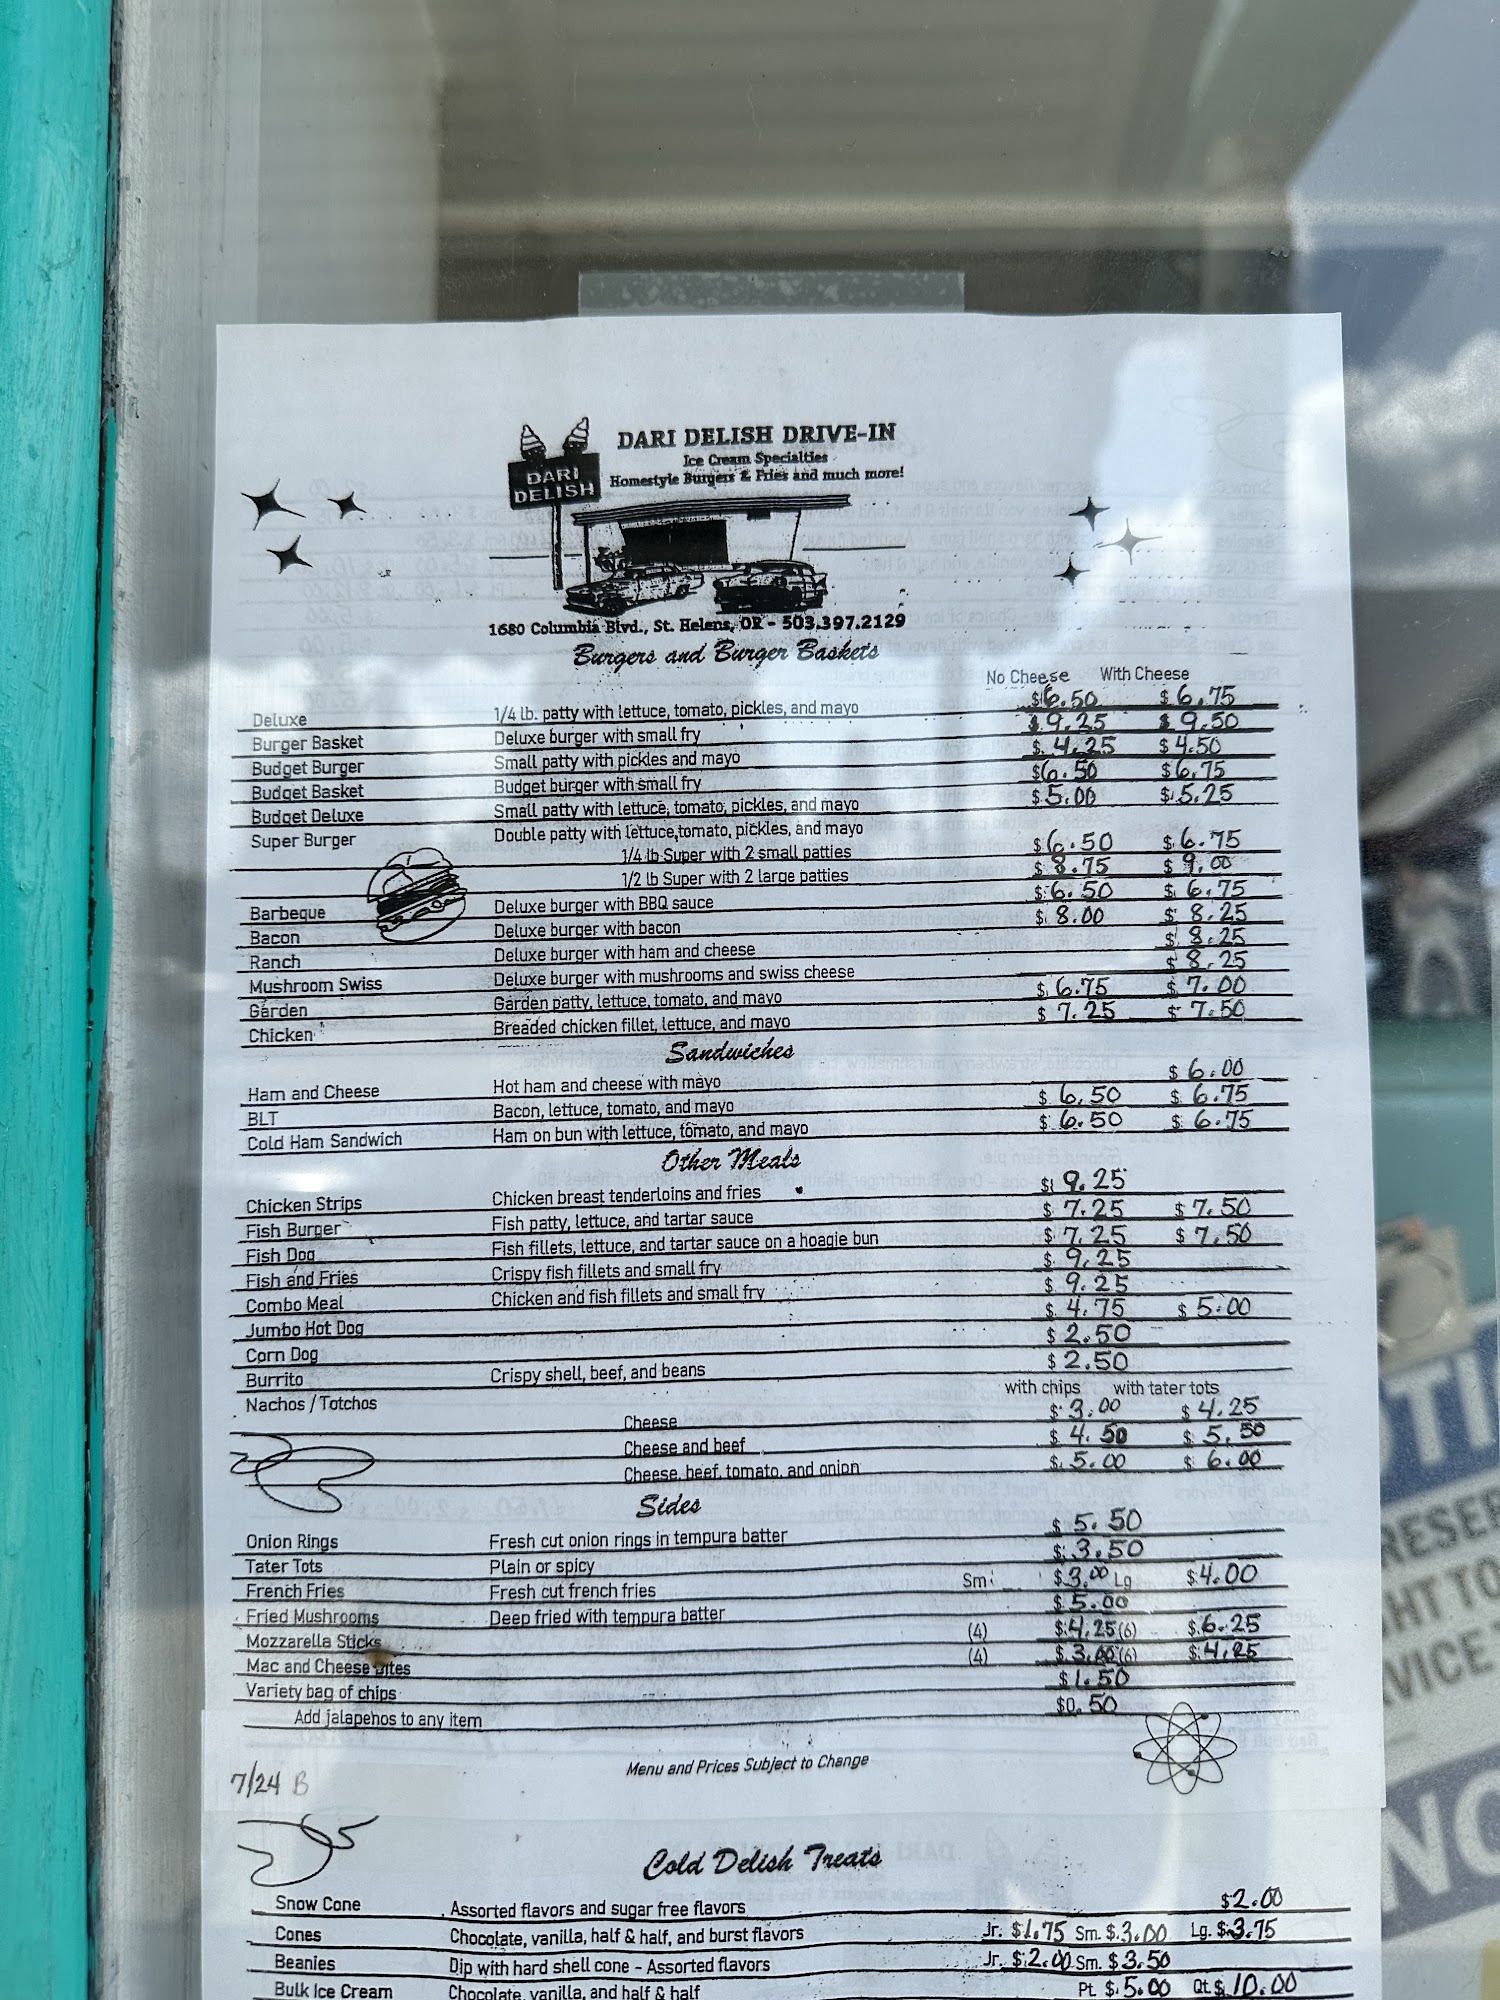 DARI DELISH
DARI DELISH DRIVE-IN
Ice Cream Specialties
Homestyle Burgers & Fries and much more!
1680 Columbia Blvd., St. Helens, OR - 503.397.2129
Burgers and Burger Baskets
No Cheese With Cheese
Deluxe 1/4 lb. patty with lettuce, tomato, pickles, and mayo $6.50 $6.75
Burger Basket Deluxe burger with small fry $9.25 $9.50
Budget Burger Small patty with pickles and mayo $4.25 $4.50
Budget Basket Budget burger with small fry $6.50 $6.75
Budget Deluxe Small patty with lettuce, tomato, pickles, and mayo $5.00 $5.25
Super Burger Double patty with lettuce,tomato, pickles, and mayo
1/4 lb Super with 2 small patties $6.50 $6.75
1/2 lb Super with 2 large patties $8.75 $9.00
Barbeque Deluxe burger with BBQ sauce $6.50 $6.75
Bacon Deluxe burger with bacon $8.00 $8.25
Ranch Deluxe burger with ham and cheese $8.25
Mushroom Swiss Deluxe burger with mushrooms and swiss cheese $8.25
Garden Garden patty, lettuce, tomato, and mayo $6.75 $7.00
Chicken Breaded chicken fillet, lettuce, and mayo $7.25 $7.50
Sandwiches
Ham and Cheese Hot ham and cheese with mayo $6.00
BLT Bacon, lettuce, tomato, and mayo $6.50 $6.75
Cold Ham Sandwich Ham on bun with lettuce, tomato, and mayo $6.50 $6.75
Other Meals
Chicken Strips Chicken breast tenderloins and fries $9.25
Fish Burger Fish patty, lettuce, and tartar sauce $7.25 $7.50
Fish Dog Fish fillets, lettuce, and tartar sauce on a hoagie bun $7.25 $7.50
Fish and Fries Crispy fish fillets and small fry $9.25
Combo Meal Chicken and fish fillets and small fry $9.25
Jumbo Hot Dog $4.75 $5.00
Corn Dog $2.50
Burrito Crispy shell, beef, and beans $2.50
Nachos / Totchos with chips with tater tots
Cheese $3.00 $4.25
Cheese and beef $4.50 $5.50
Cheese, beef, tomato, and onion $5.00 $6.00
Sides
Onion Rings Fresh cut onion rings in tempura batter $5.50
Tater Tots Plain or spicy $3.50
French Fries Fresh cut french fries Sm $3.00 Lg $4.00
Fried Mushrooms Deep fried with tempura batter $5.00
Mozzarella Sticks (4) $4.25 (6) $6.25
Mac and Cheese Bites (4) $3.00 (6) $4.25
Variety bag of chips $1.50
Add jalapeños to any item $0.50
Menu and Prices Subject to Change
7/24 B
Cold Delish Treats
Snow Cone Assorted flavors and sugar free flavors $2.00
Cones Chocolate, vanilla, half & half, and burst flavors Jr. $1.75 Sm. $3.00 Lg. $3.75
Beanies Dip with hard shell cone - Assorted flavors Jr. $2.00 Sm. $3.50
Bulk Ice Cream Chocolate, vanilla, and half & half Pt $5.00 Qt $10.00